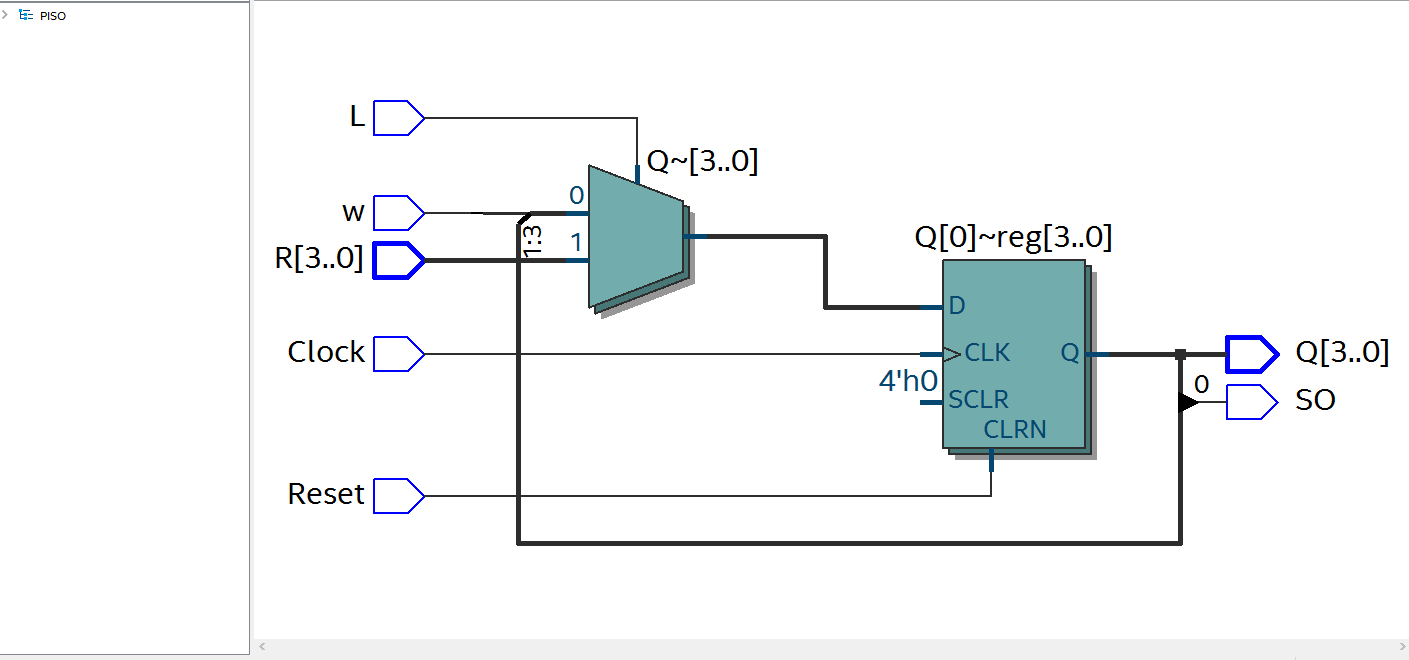 PISO
L
Q~[3..0]
w
0
1:3
1
R[3..0]
Q[0]~reg[3..0]
D
Clock
CLK
Q
Q[3..0]
4'h0
SCLR
0
SO
CLRN
Reset